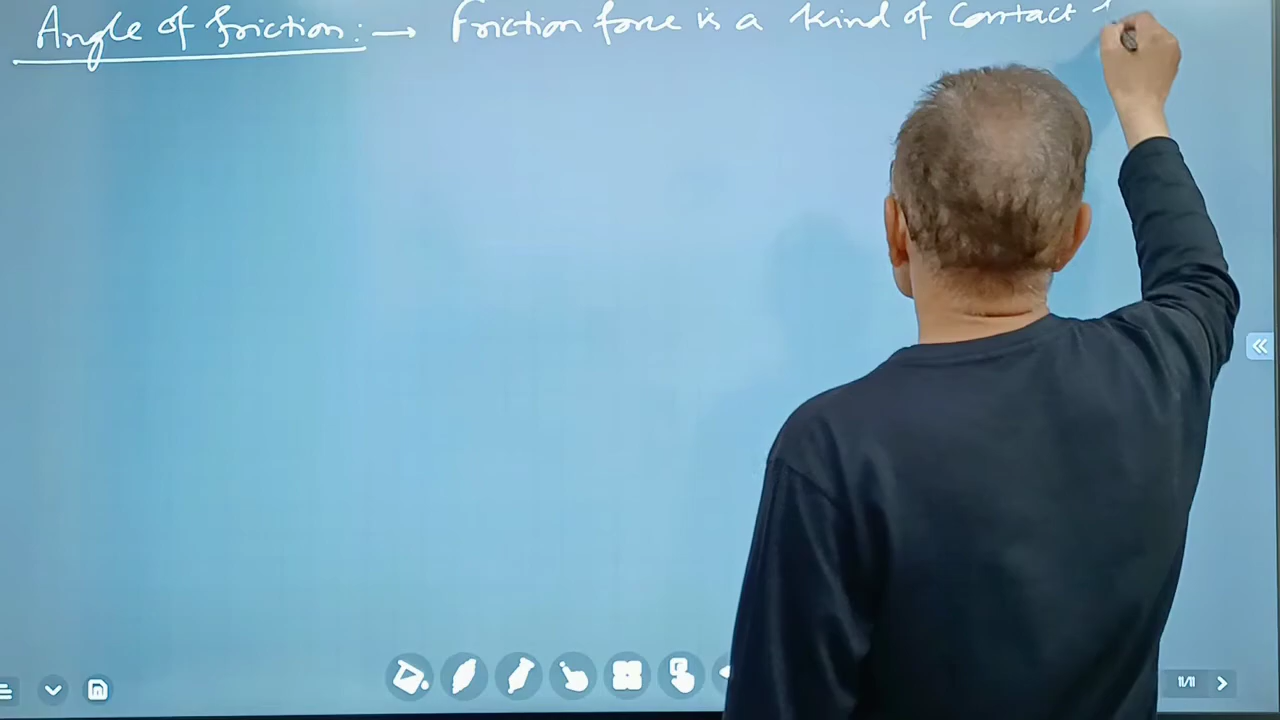 Angle of friction :→ Friction force is a kind of Contact